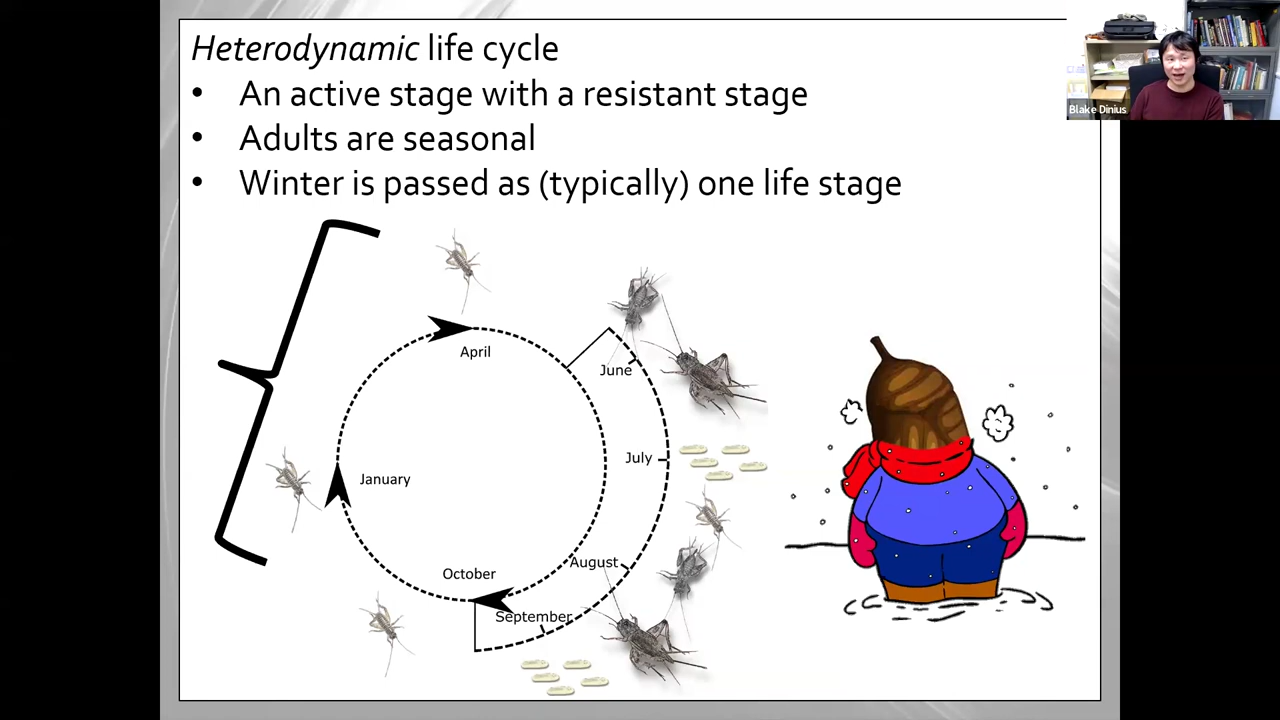 Heterodynamic life cycle
• An active stage with a resistant stage
• Adults are seasonal
• Winter is passed as (typically) one life stage
Blake Dinius
April
June
July
January
August
October
September